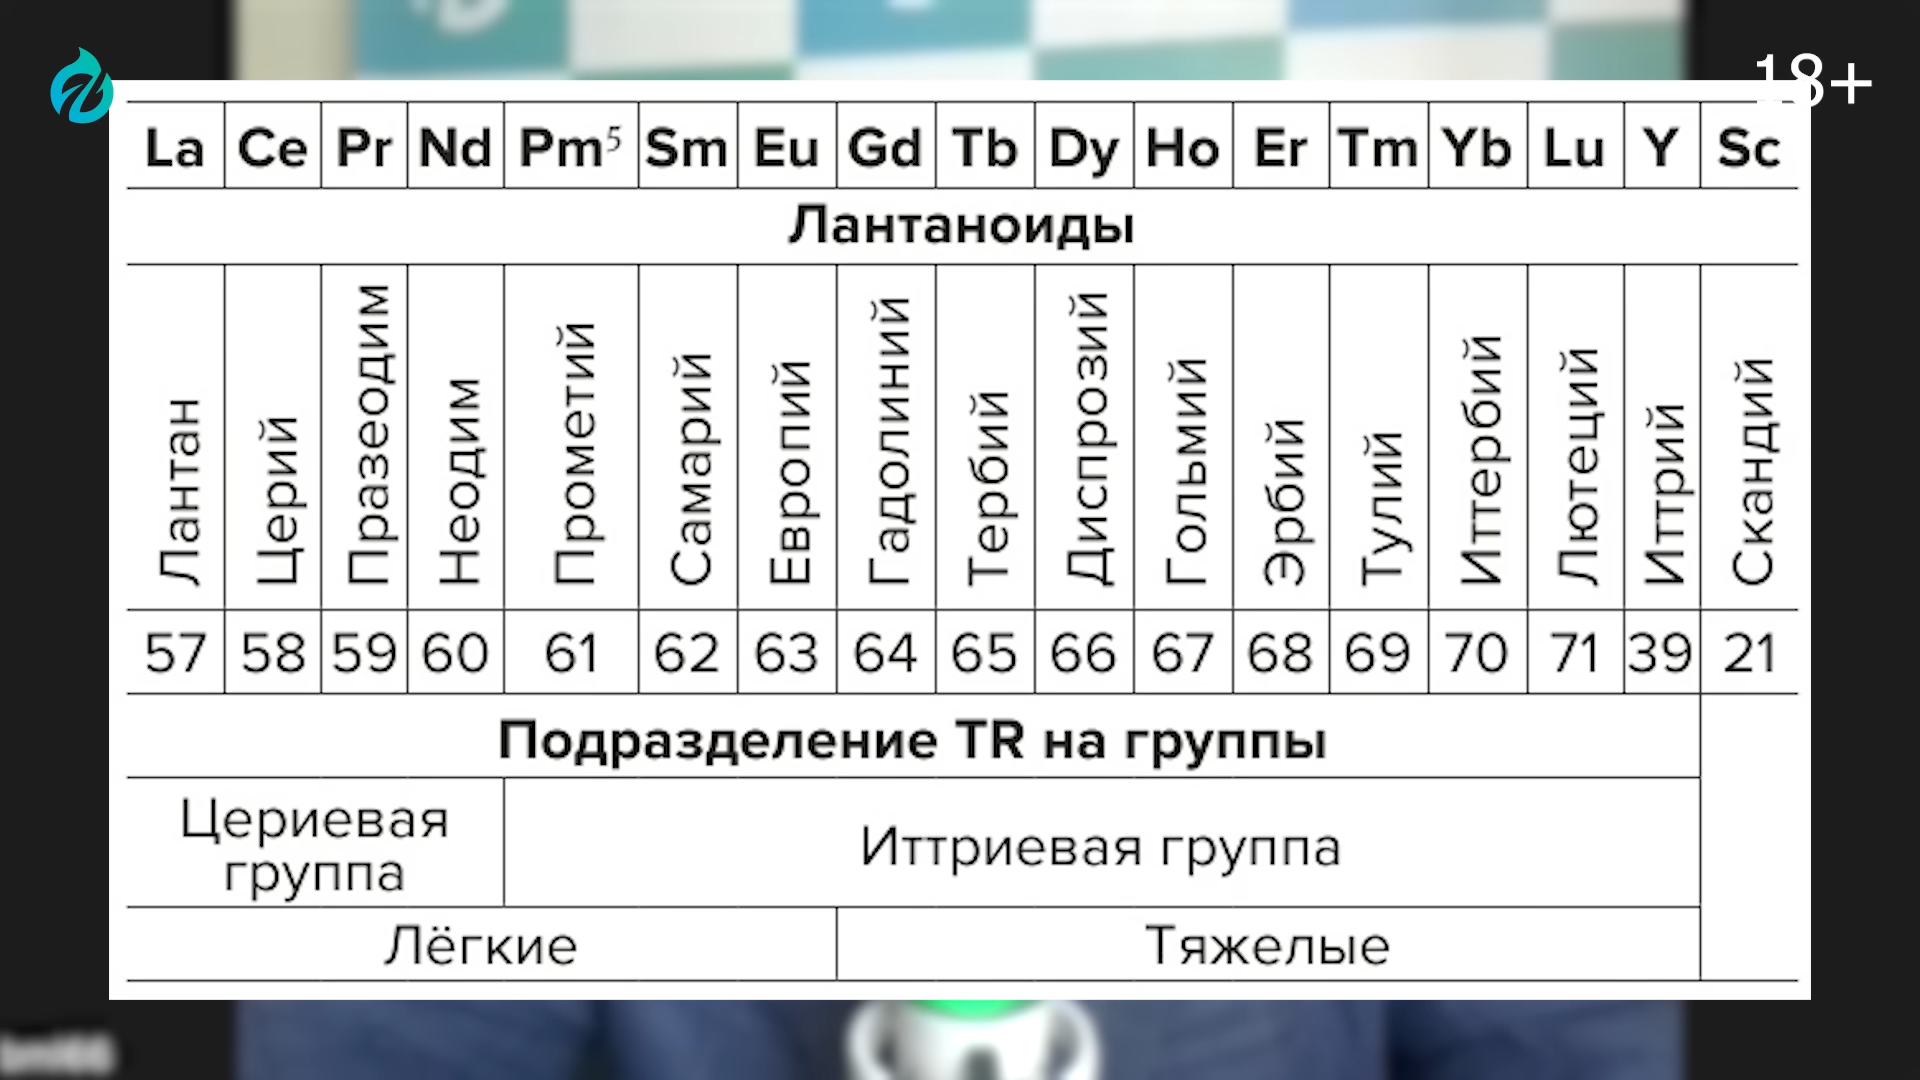 18+
La Ce Pr Nd Pm⁵ Sm Eu Gd Tb Dy Ho Er Tm Yb Lu Y Sc
Лантаноиды
Лантан Церий Празеодим Неодим Прометий Самарий Европий Гадолиний Тербий Диспрозий Гольмий Эрбий Тулий Иттербий Лютеций Иттрий Скандий
57 58 59 60 61 62 63 64 65 66 67 68 69 70 71 39 21
Подразделение TR на группы
Цериевая
группа
Иттриевая группа
Лёгкие Тяжелые